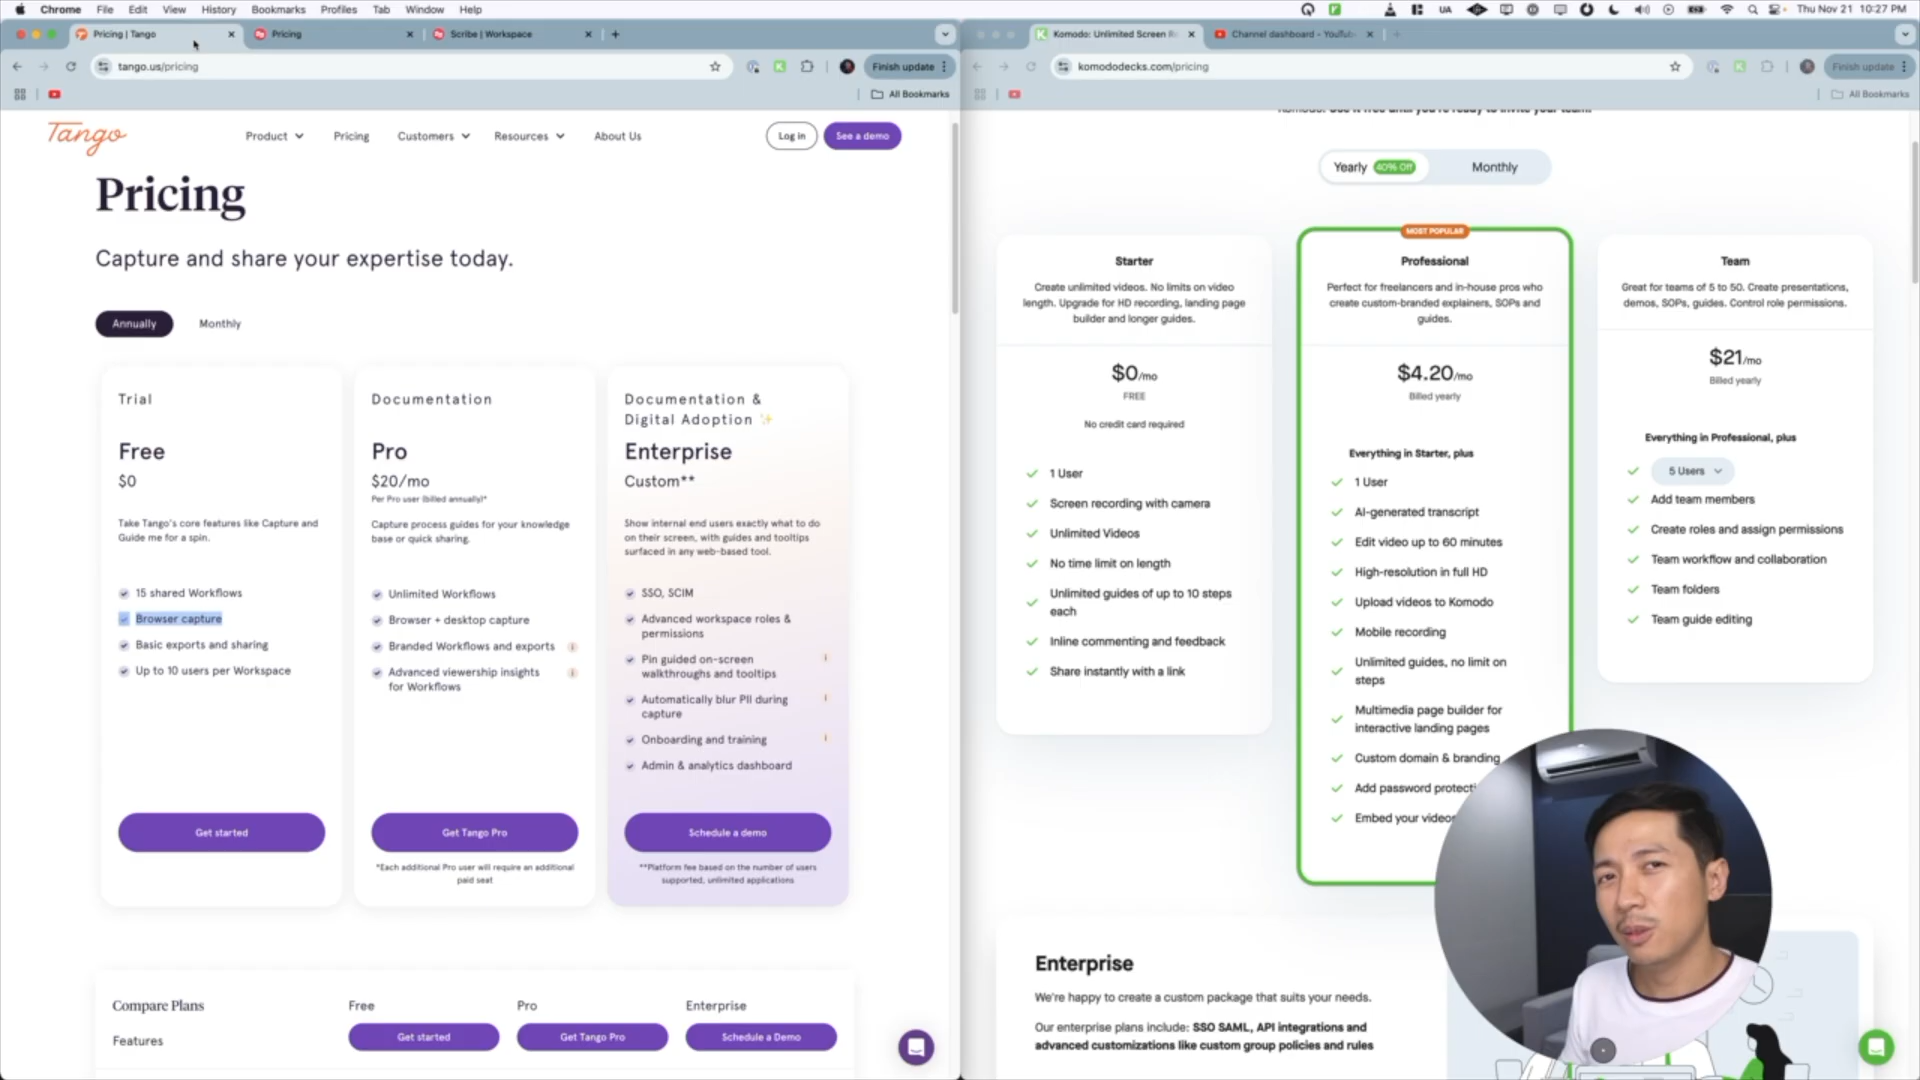 Chrome File Edit View History Bookmarks Profiles Tab Window Help
UA Thu Nov 21 10:27 PM
Pricing | Tango
Pricing
Scribe | Workspace
tango.us/pricing
Finish update
All Bookmarks
Tango
Product
Pricing
Customers
Resources
About Us
Log in
See a demo
Pricing
Capture and share your expertise today.
Annually
Monthly
Trial
Free
$0
Take Tango's core features like Capture and
Guide me for a spin.
15 shared Workflows
Browser capture
Basic exports and sharing
Up to 10 users per Workspace
Get started
Documentation
Pro
$20/mo
Per Pro user (billed annually)*
Capture process guides for your knowledge
base or quick sharing.
Unlimited Workflows
Browser + desktop capture
Branded Workflows and exports
Advanced viewership insights
for Workflows
Get Tango Pro
*Each additional Pro user will require an additional
paid seat
Documentation &
Digital Adoption
Enterprise
Custom**
Show internal end users exactly what to do
on their screen, with guides and tooltips
surfaced in any web-based tool.
SSO, SCIM
Advanced workspace roles &
permissions
Pin guided on-screen
walkthroughs and tooltips
Automatically blur PII during
capture
Onboarding and training
Admin & analytics dashboard
Schedule a demo
**Platform fee based on the number of users
supported, unlimited applications
Compare Plans
Free
Pro
Enterprise
Features
Get started
Get Tango Pro
Schedule a Demo
Komodo: Unlimited Screen R
Channel dashboard - YouTub
komododecks.com/pricing
Finish update
All Bookmarks
Komodo. Use it free until you're ready to invite your team.
Yearly 40% Off
Monthly
Starter
Create unlimited videos. No limits on video
length. Upgrade for HD recording, landing page
builder and longer guides.
$0/mo
FREE
No credit card required
1 User
Screen recording with camera
Unlimited Videos
No time limit on length
Unlimited guides of up to 10 steps
each
Inline commenting and feedback
Share instantly with a link
MOST POPULAR
Professional
Perfect for freelancers and in-house pros who
create custom-branded explainers, SOPs and
guides.
$4.20/mo
Billed yearly
Everything in Starter, plus
1 User
AI-generated transcript
Edit video up to 60 minutes
High-resolution in full HD
Upload videos to Komodo
Mobile recording
Unlimited guides, no limit on
steps
Multimedia page builder for
interactive landing pages
Custom domain & branding
Add password protecti
Embed your videos
Team
Great for teams of 5 to 50. Create presentations,
demos, SOPs, guides. Control role permissions.
$21/mo
Billed yearly
Everything in Professional, plus
5 Users
Add team members
Create roles and assign permissions
Team workflow and collaboration
Team folders
Team guide editing
Enterprise
We're happy to create a custom package that suits your needs.
Our enterprise plans include: SSO SAML, API integrations and
advanced customizations like custom group policies and rules